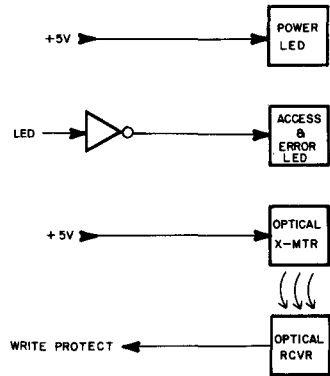 +5V
POWER
LED
LED
ACCESS
&
ERROR
LED
+5V
OPTICAL
X-MTR
WRITE PROTECT
OPTICAL
RCVR